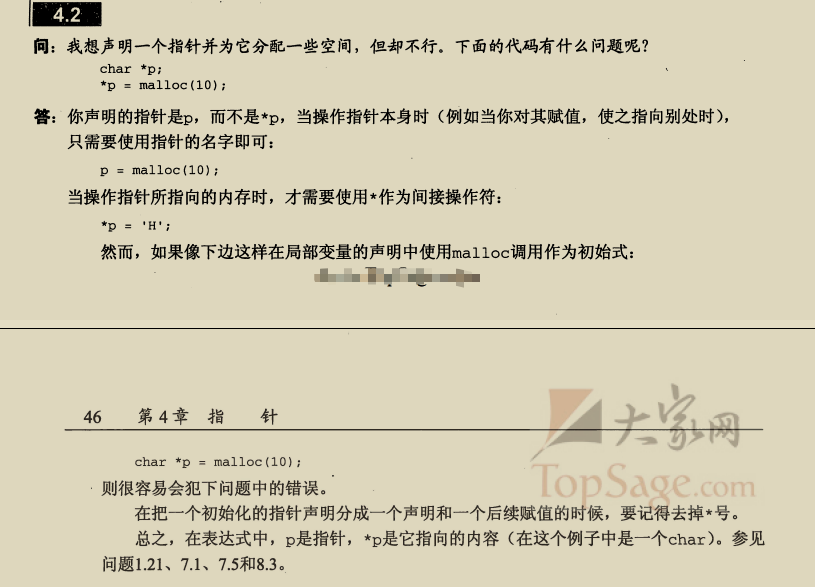 4.2
问：我想声明一个指针并为它分配一些空间，但却不行。下面的代码有什么问题呢？
char *p;
*p = malloc(10);
答：你声明的指针是p，而不是*p，当操作指针本身时（例如当你对其赋值，使之指向别处时），
只需要使用指针的名字即可：
p = malloc(10);
当操作指针所指向的内存时，才需要使用*作为间接操作符：
*p = 'H';
然而，如果像下边这样在局部变量的声明中使用malloc调用作为初始式：
46 第4章 指 针
大家网
TopSage.com
char *p = malloc(10);
则很容易会犯下问题中的错误。
在把一个初始化的指针声明分成一个声明和一个后续赋值的时候，要记得去掉*号。
总之，在表达式中，p是指针，*p是它指向的内容（在这个例子中是一个char）。参见
问题1.21、7.1、7.5和8.3。